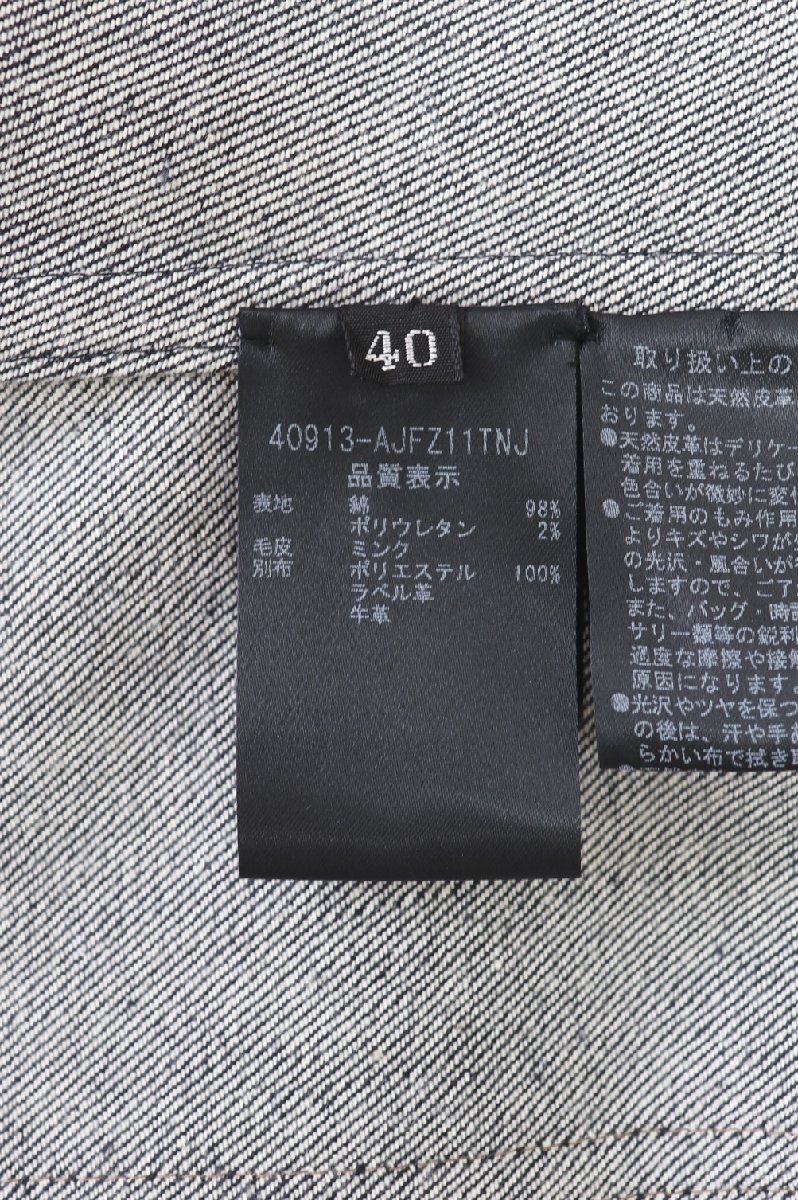 40
40913-AJFZ11TNJ
品質表示
表地 綿 98%
ポリウレタン 2%
毛皮 ミンク
別布 ポリエステル 100%
ラベル革
牛革
取り扱い上の
この商品は天然皮革
おります。
天然皮革はデリケー
着用を重ねるたび
色合いが微妙に変化
ご着用のもみ作用
よりキズやシワが
の光沢・風合いが
しますので、ご了
また、バッグ・時計
サリー類等の鋭利
過度な摩擦や接触
原因になります。
光沢やツヤを保つ
の後は、汗や手
らかい布で拭き